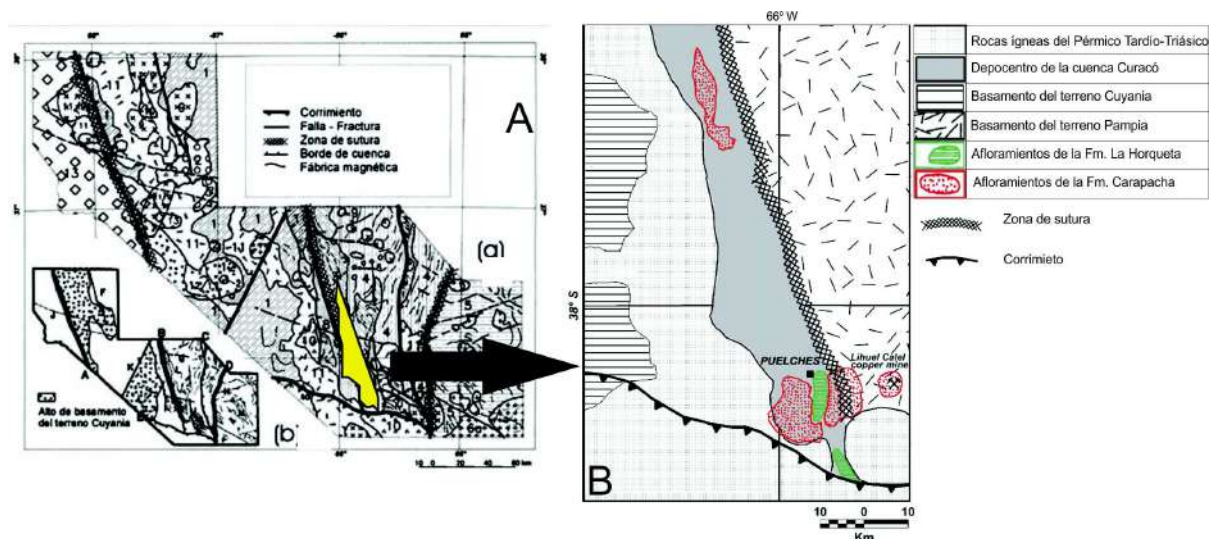 A
Corrimiento
Falla - Fractura
Zona de sutura
Borde de cuenca
Fábrica magnética
(a)
Alto de basamento
del terreno Cuyania
(b)
10 0 20 40 60 km
66º W
38° S
PUELCHES
Lihuel Calel
copper mine
B
10 0 10
Km
Rocas ígneas del Pérmico Tardío-Triásico
Depocentro de la cuenca Curacó
Basamento del terreno Cuyania
Basamento del terreno Pampia
Afloramientos de la Fm. La Horqueta
Afloramientos de la Fm. Carapacha
Zona de sutura
Corrimieto